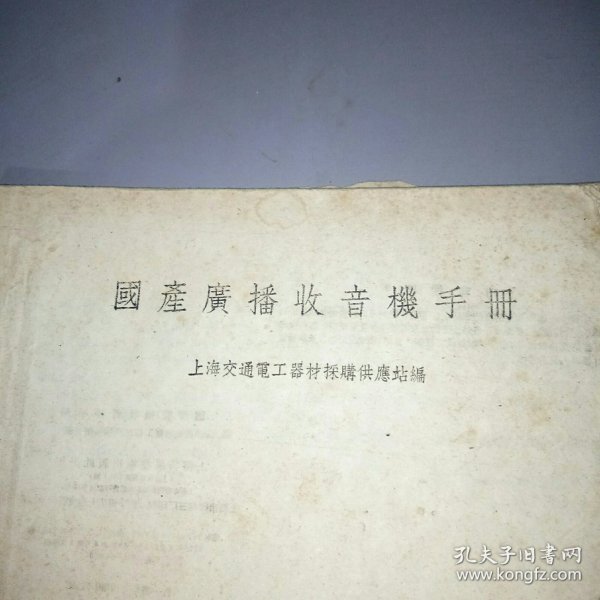 國產廣播收音機手冊
上海交通電工器材採購供應站編
孔夫子旧书网
www.kongfz.com